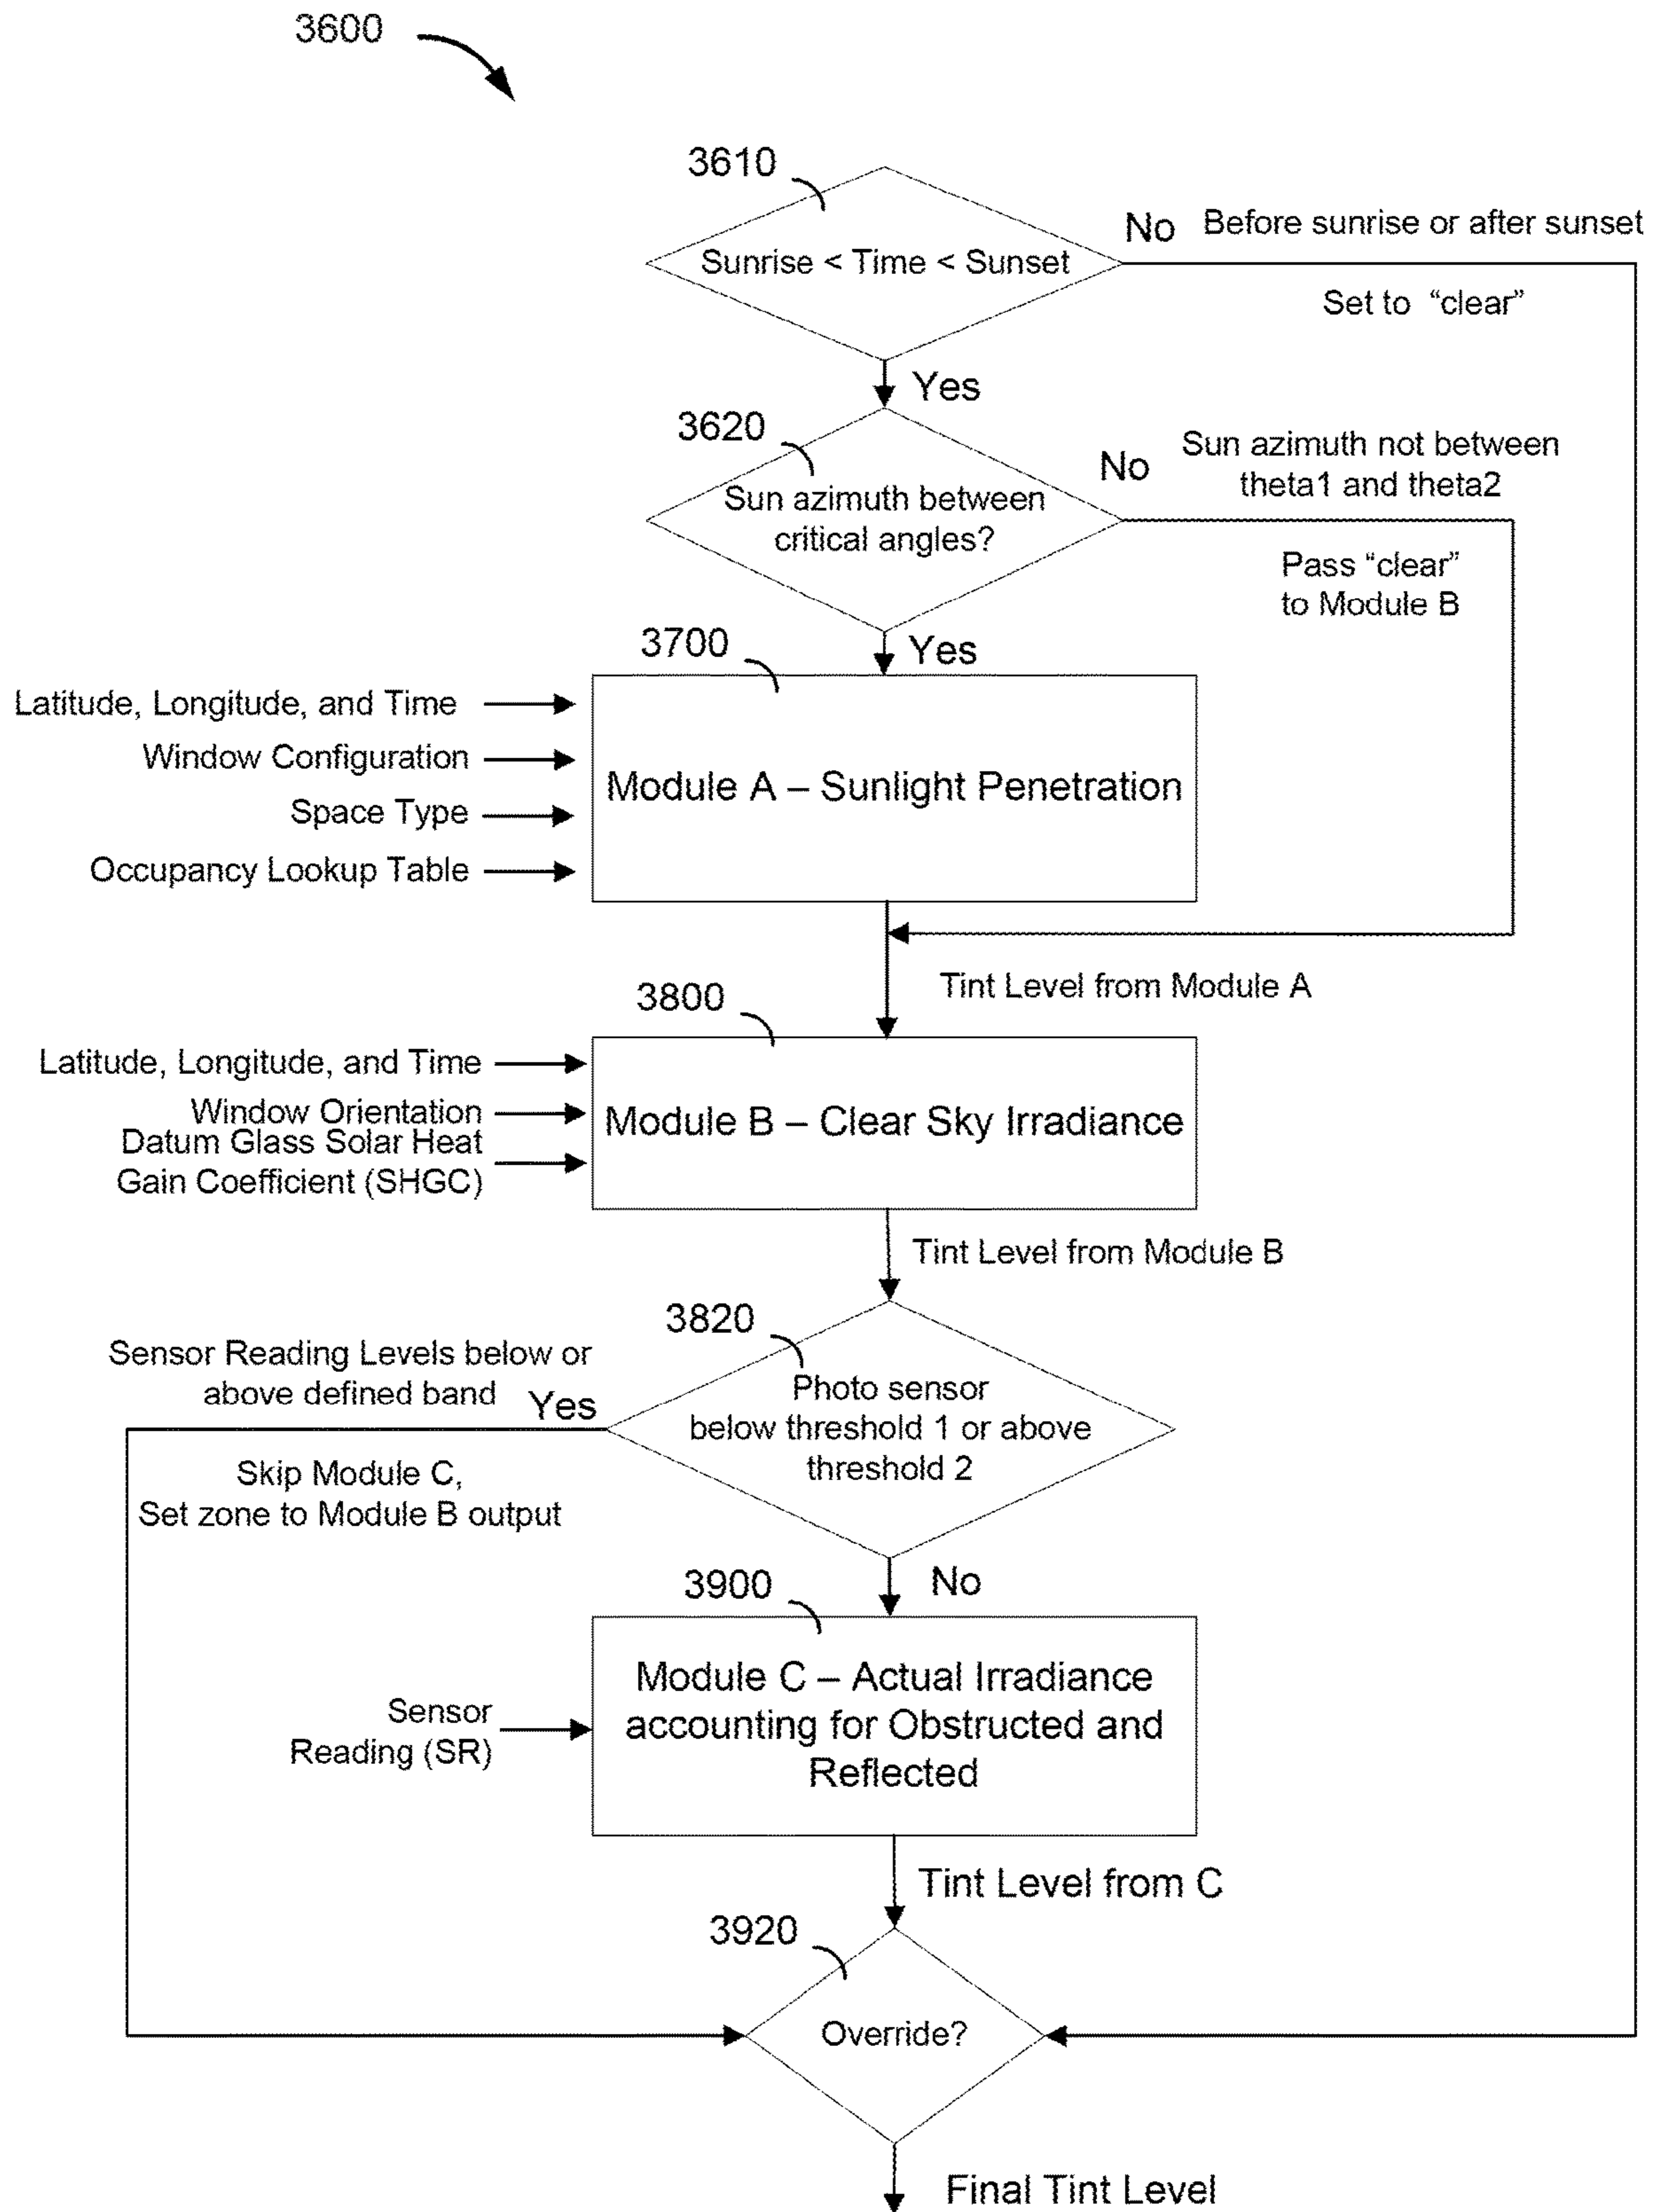 3600
3610
Sunrise < Time < Sunset
No
Before sunrise or after sunset
Set to “clear”
Yes
3620
Sun azimuth between
critical angles?
No
Sun azimuth not between
theta1 and theta2
Pass “clear”
to Module B
Yes
3700
Latitude, Longitude, and Time
Window Configuration
Space Type
Occupancy Lookup Table
Module A – Sunlight Penetration
Tint Level from Module A
3800
Latitude, Longitude, and Time
Window Orientation
Datum Glass Solar Heat
Gain Coefficient (SHGC)
Module B – Clear Sky Irradiance
Tint Level from Module B
3820
Photo sensor
below threshold 1 or above
threshold 2
Sensor Reading Levels below or
above defined band
Yes
Skip Module C,
Set zone to Module B output
No
3900
Sensor
Reading (SR)
Module C – Actual Irradiance
accounting for Obstructed and
Reflected
Tint Level from C
3920
Override?
Final Tint Level